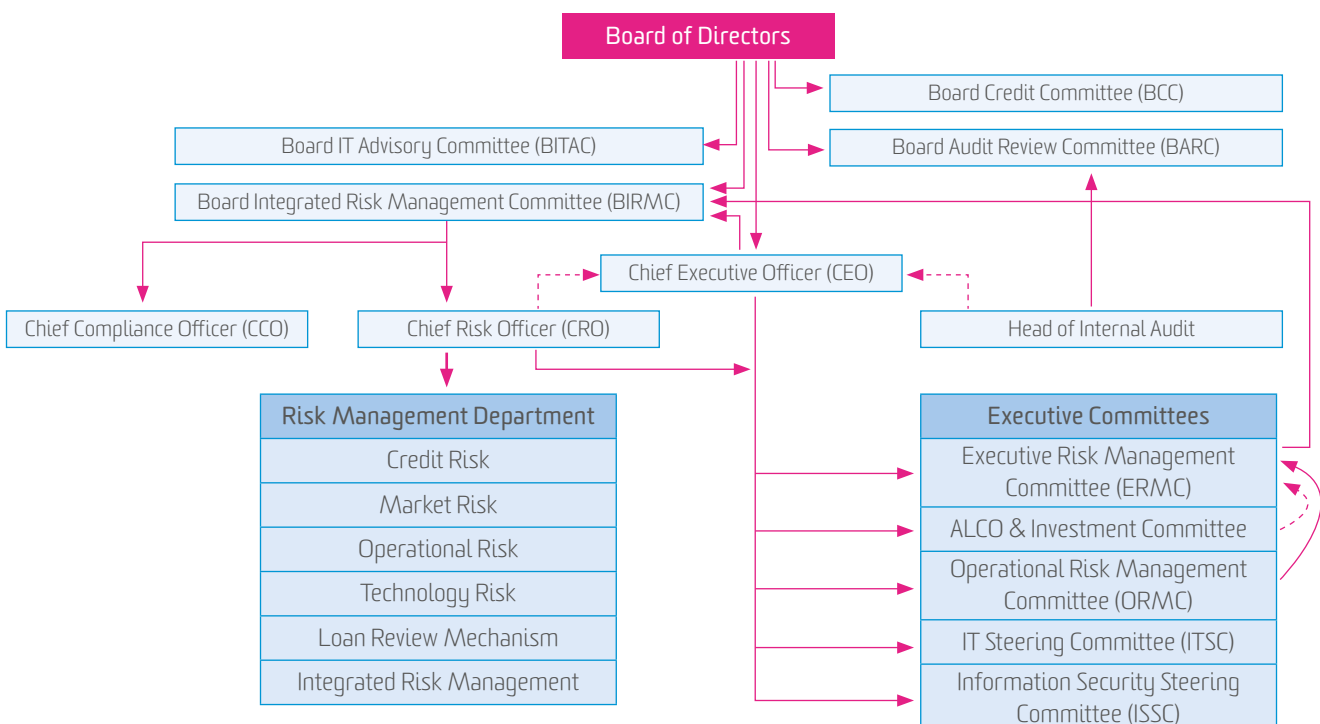 Board of Directors
Board Credit Committee (BCC)
Board IT Advisory Committee (BITAC)
Board Audit Review Committee (BARC)
Board Integrated Risk Management Committee (BIRMC)
Chief Executive Officer (CEO)
Chief Compliance Officer (CCO)
Chief Risk Officer (CRO)
Head of Internal Audit
Risk Management Department
Credit Risk
Market Risk
Operational Risk
Technology Risk
Loan Review Mechanism
Integrated Risk Management
Executive Committees
Executive Risk Management
Committee (ERMC)
ALCO & Investment Committee
Operational Risk Management
Committee (ORMC)
IT Steering Committee (ITSC)
Information Security Steering
Committee (ISSC)